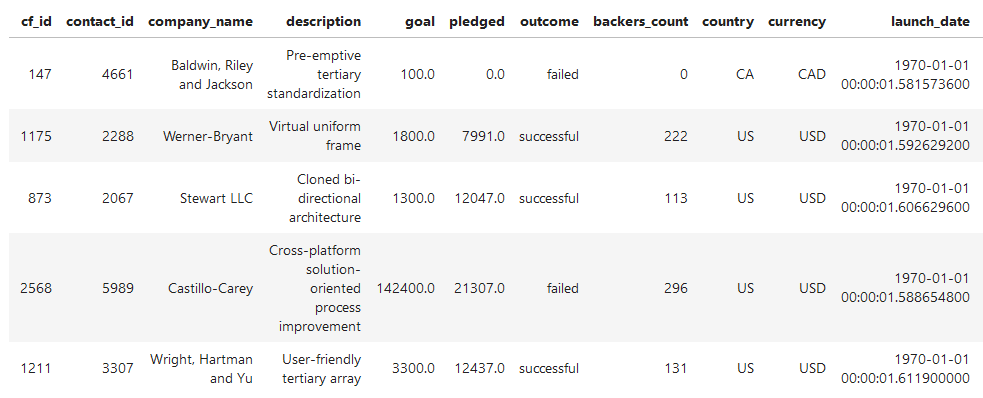 cf_id contact_id company_name description goal pledged outcome backers_count country currency launch_date
147 4661 Baldwin, Riley and Jackson Pre-emptive tertiary standardization 100.0 0.0 failed 0 CA CAD 1970-01-01 00:00:01.581573600
1175 2288 Werner-Bryant Virtual uniform frame 1800.0 7991.0 successful 222 US USD 1970-01-01 00:00:01.592629200
873 2067 Stewart LLC Cloned bi-directional architecture 1300.0 12047.0 successful 113 US USD 1970-01-01 00:00:01.606629600
2568 5989 Castillo-Carey Cross-platform solution-oriented process improvement 142400.0 21307.0 failed 296 US USD 1970-01-01 00:00:01.588654800
1211 3307 Wright, Hartman and Yu User-friendly tertiary array 3300.0 12437.0 successful 131 US USD 1970-01-01 00:00:01.611900000